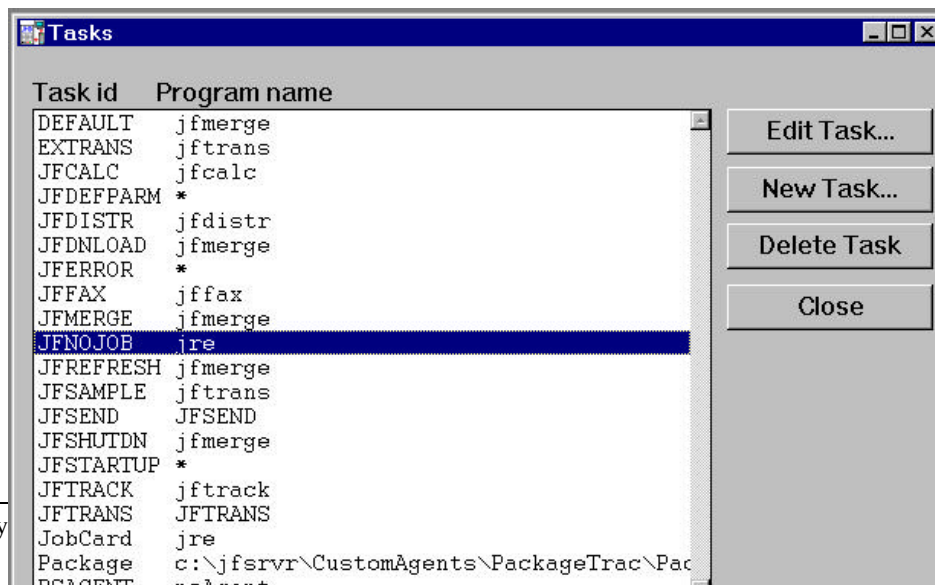 Tasks
Task id Program name
DEFAULT jfmerge
EXTRANS jftrans
JFCALC jfcalc
JFDEFPARM *
JFDISTR jfdistr
JFDNLOAD jfmerge
JFERROR *
JFFAX jffax
JFMERGE jfmerge
JFNOJOB jre
JFREFRESH jfmerge
JFSAMPLE jftrans
JFSEND JFSEND
JFSHUTDN jfmerge
JFSTARTUP *
JFTRACK jftrack
JFTRANS JFTRANS
JobCard jre
Package c:\jfsrvr\CustomAgents\PackageTrac\Pac
Edit Task...
New Task...
Delete Task
Close
y